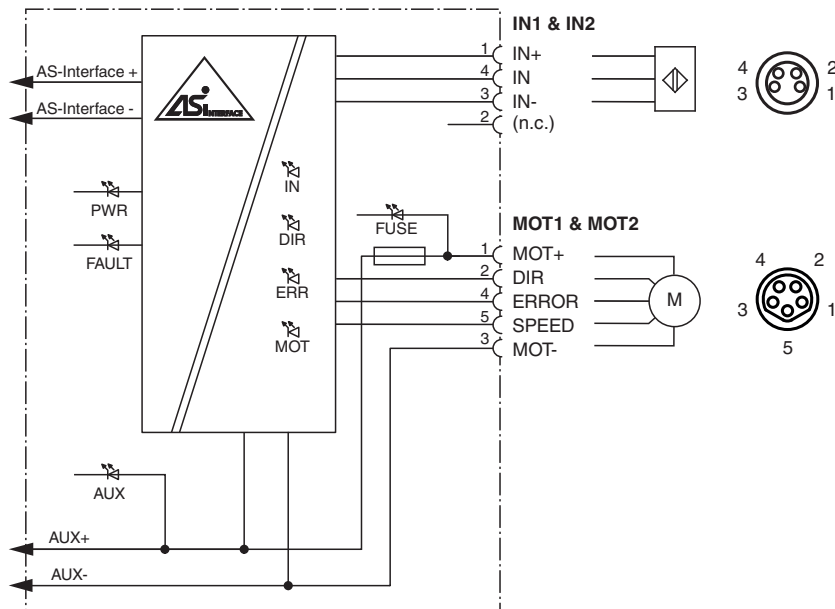 IN1 & IN2
1 IN+
4 IN
3 IN-
2 (n.c.)
4 2
3 1
AS-Interface +
AS-Interface -
ASi INTERFACE
PWR
FAULT
IN
DIR
ERR
MOT
FUSE
MOT1 & MOT2
1 MOT+
2 DIR
4 ERROR
5 SPEED
3 MOT-
M
4 2
3 1
5
AUX
AUX+
AUX-